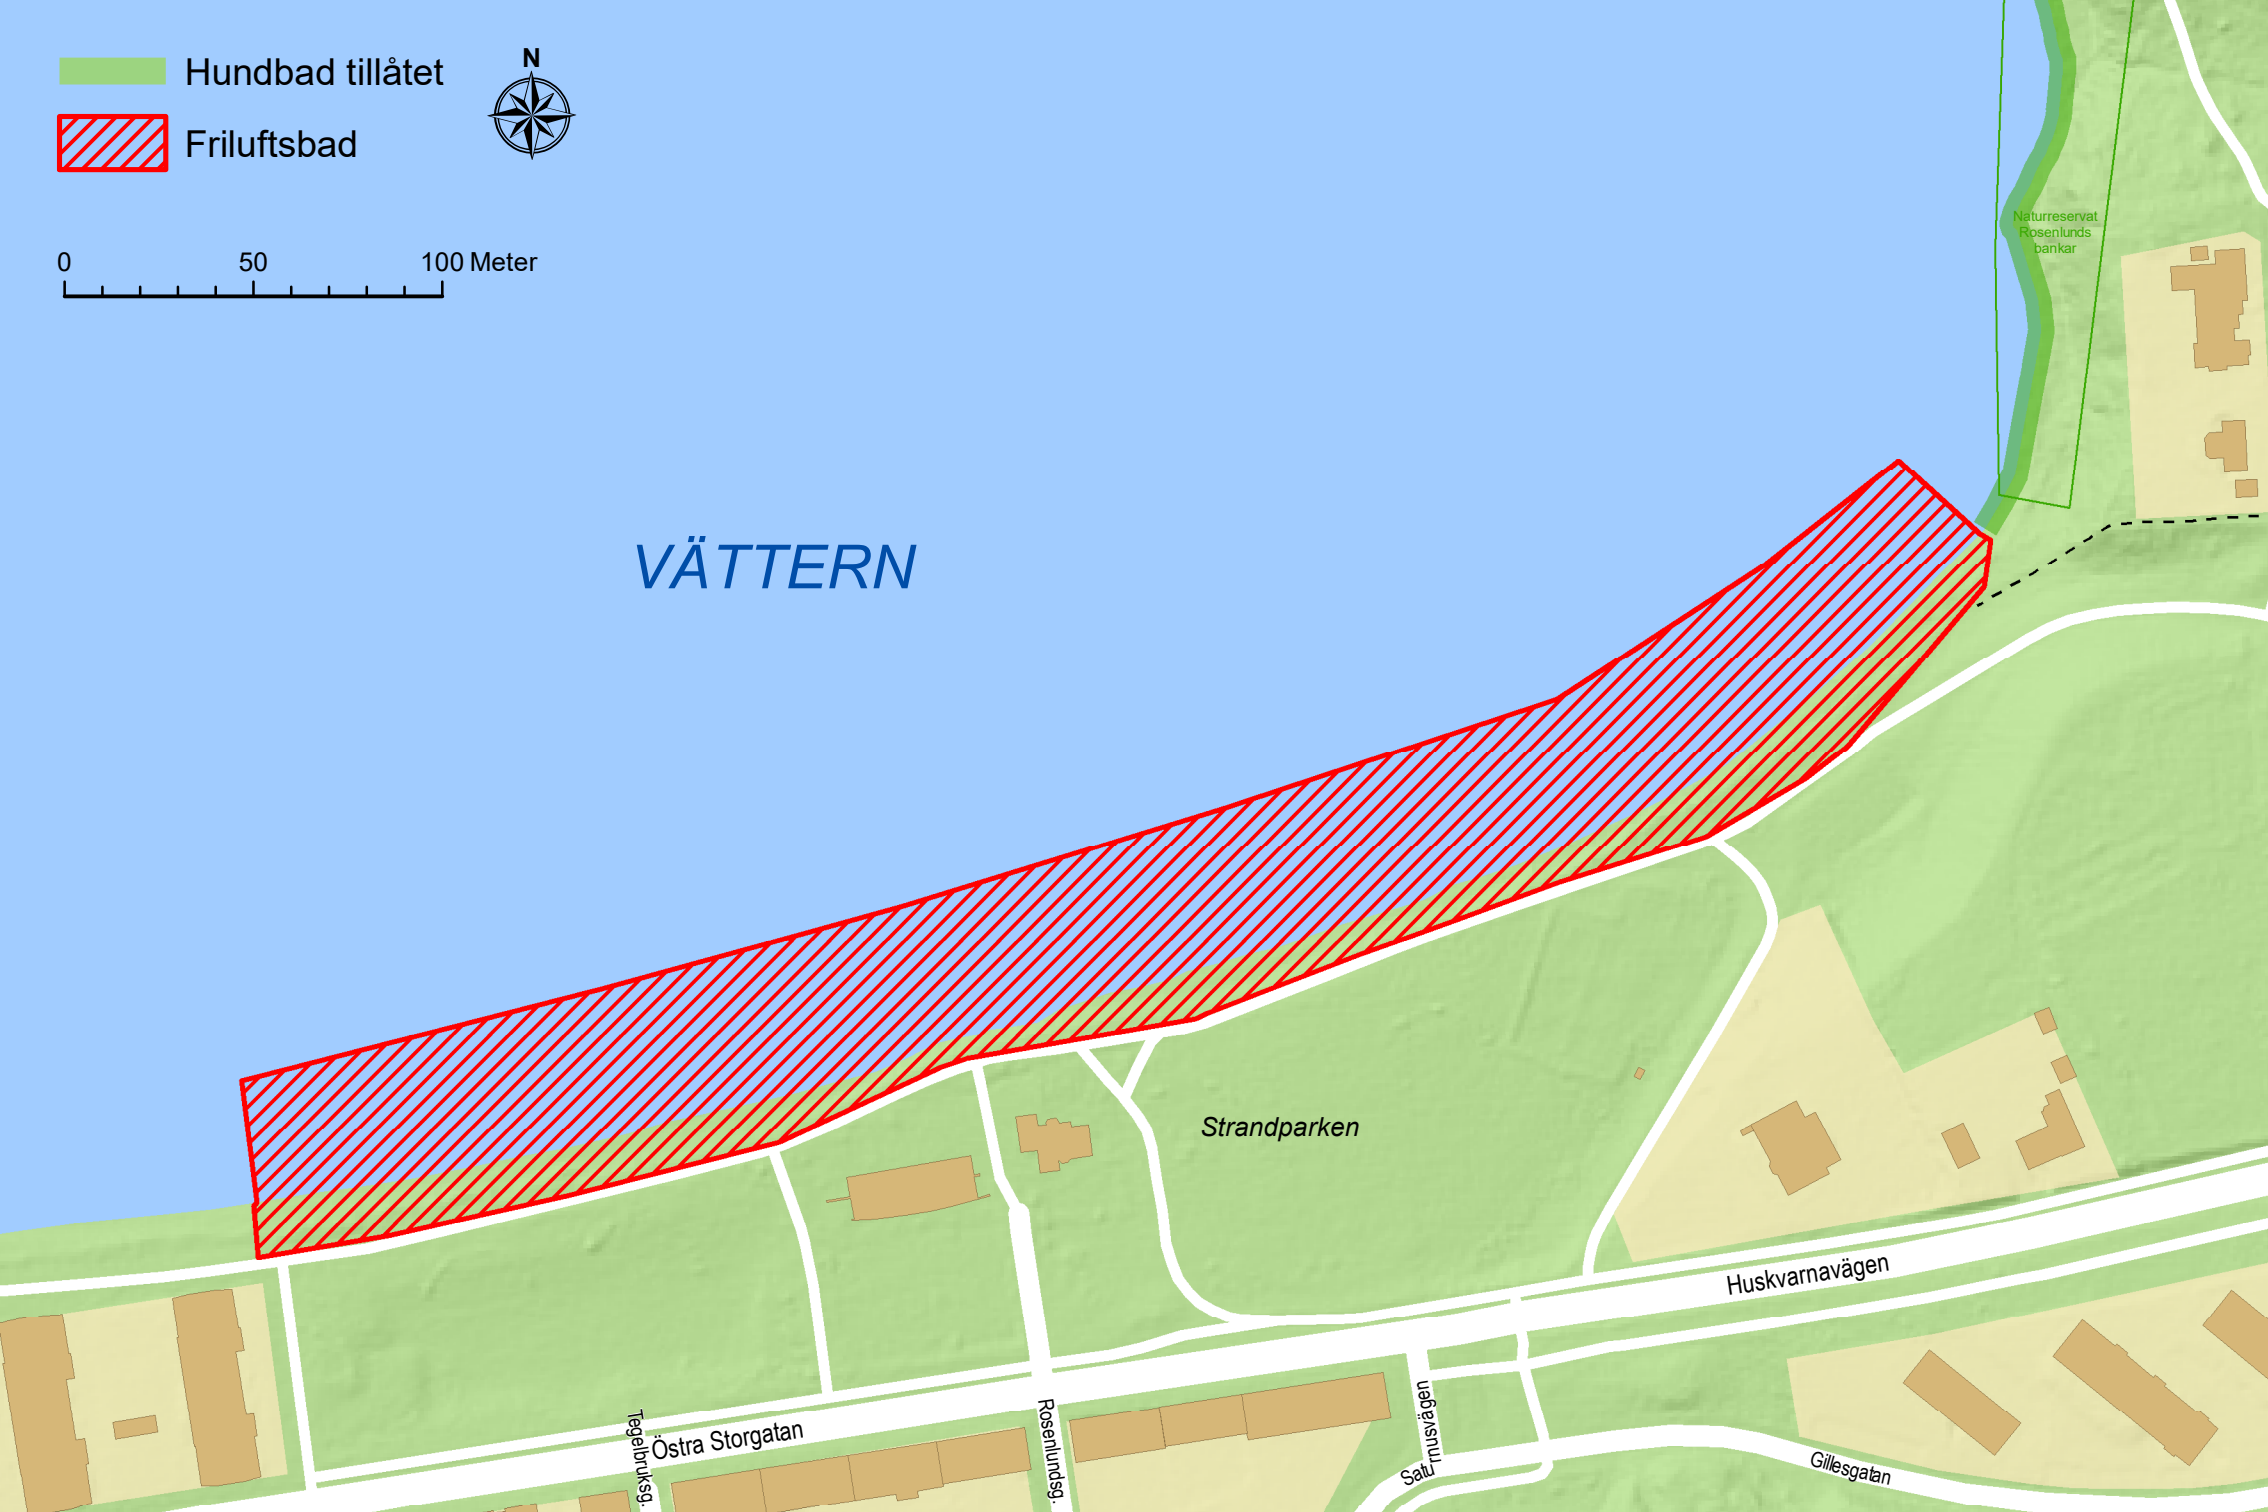 Hundbad tillåtet
N
Friluftsbad
0 50 100 Meter
Naturreservat
Rosenlunds
bankar
VÄTTERN
Strandparken
Huskvarnavägen
Östra Storgatan
Tegelbruksg.
Rosenlundsg.
Saturnusvägen
Gillesgatan